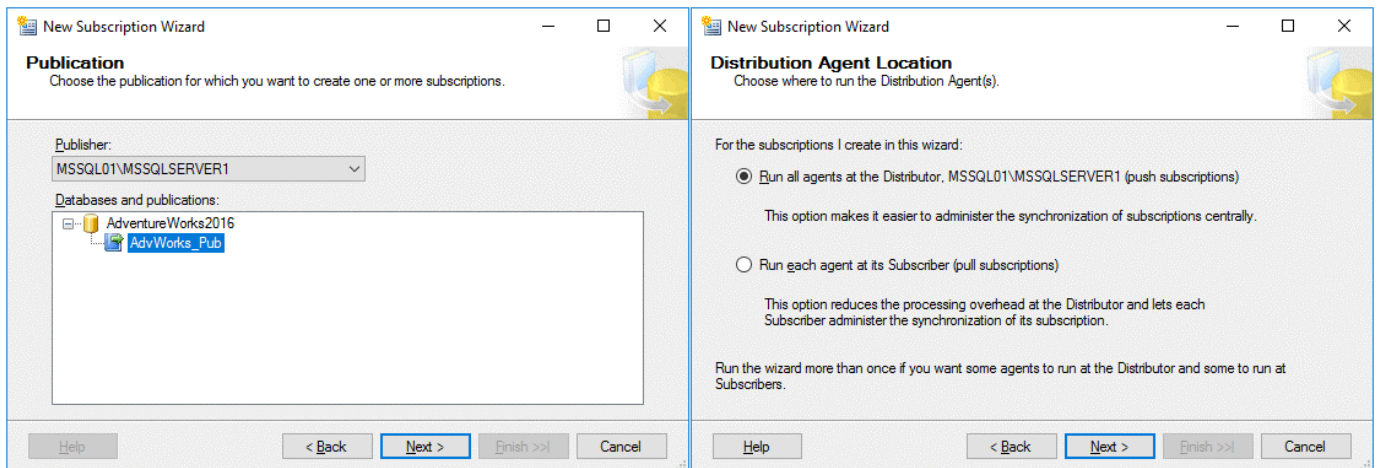 New Subscription Wizard
Publication
Choose the publication for which you want to create one or more subscriptions.
Publisher:
MSSQL01\MSSQLSERVER1
Databases and publications:
AdventureWorks2016
AdvWorks_Pub
Help
< Back
Next >
Finish >>|
Cancel
New Subscription Wizard
Distribution Agent Location
Choose where to run the Distribution Agent(s).
For the subscriptions I create in this wizard:
Run all agents at the Distributor, MSSQL01\MSSQLSERVER1 (push subscriptions)
This option makes it easier to administer the synchronization of subscriptions centrally.
Run each agent at its Subscriber (pull subscriptions)
This option reduces the processing overhead at the Distributor and lets each
Subscriber administer the synchronization of its subscription.
Run the wizard more than once if you want some agents to run at the Distributor and some to run at
Subscribers.
Help
< Back
Next >
Finish >>|
Cancel